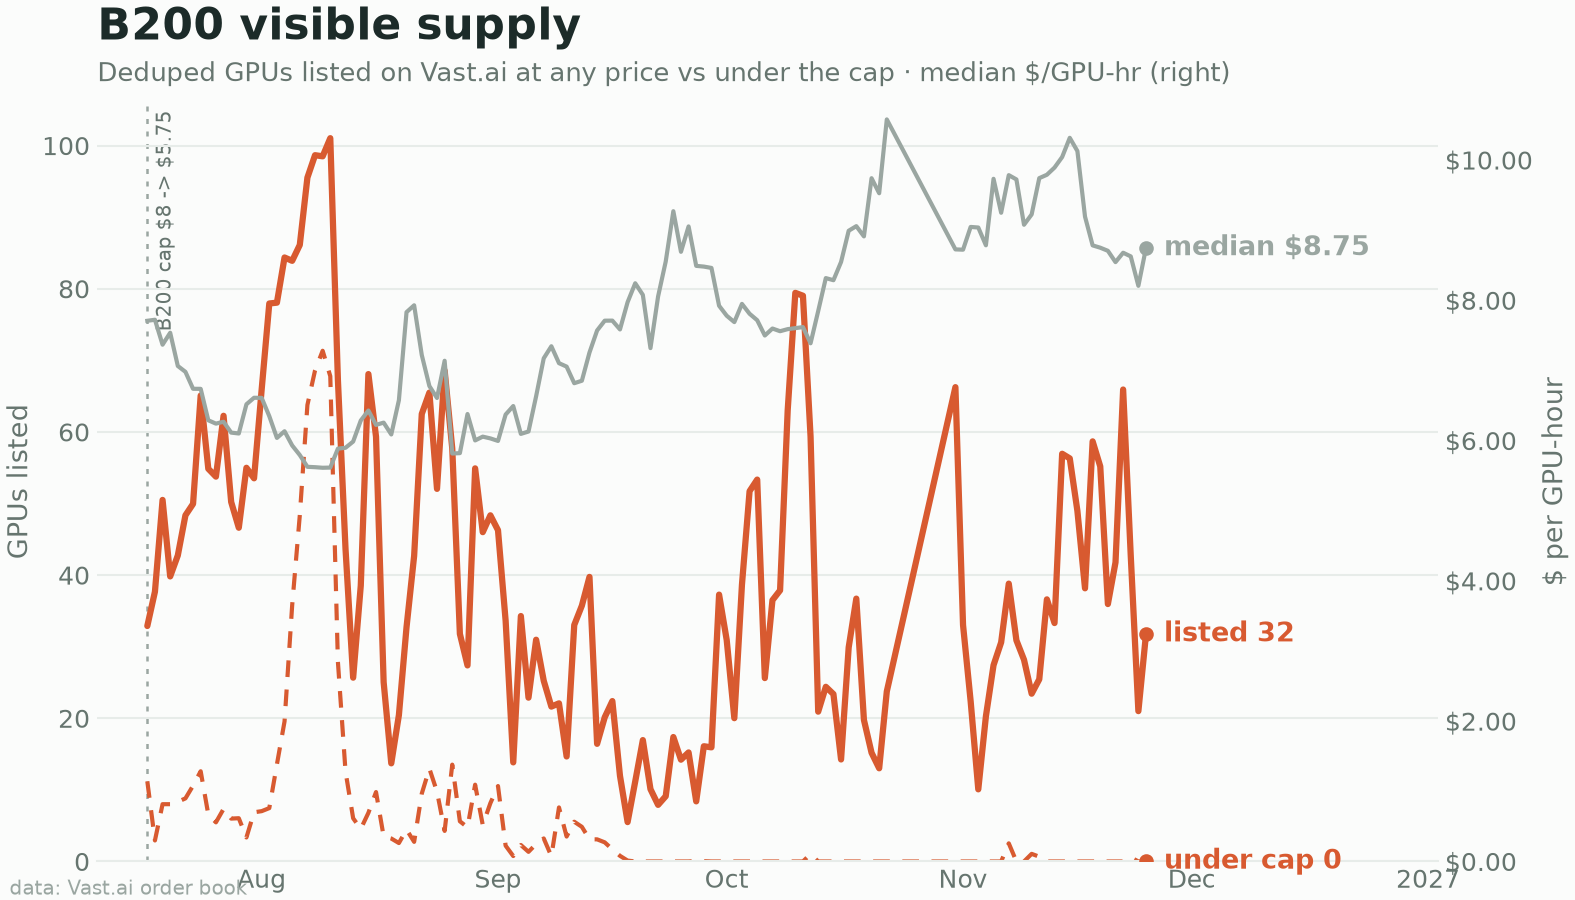 B200 visible supply
Deduped GPUs listed on Vast.ai at any price vs under the cap · median $/GPU-hr (right)
B200 cap $8 -> $5.75
100
80
60
40
20
0
GPUs listed
$10.00
$8.00
$6.00
$4.00
$2.00
$0.00
$ per GPU-hour
median $8.75
listed 32
under cap 0
Aug
Sep
Oct
Nov
Dec
2027
data: Vast.ai order book